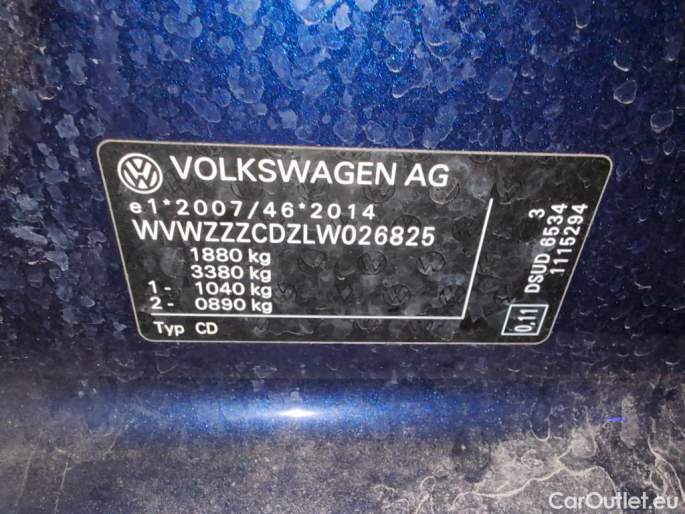 VOLKSWAGEN AG
e1*2007/46*2014
WVWZZZCDZLW026825
1880 kg
3380 kg
1- 1040 kg
2- 0890 kg
Typ CD
3
DSUD 6534
1115294
0,11
CarOutlet.eu